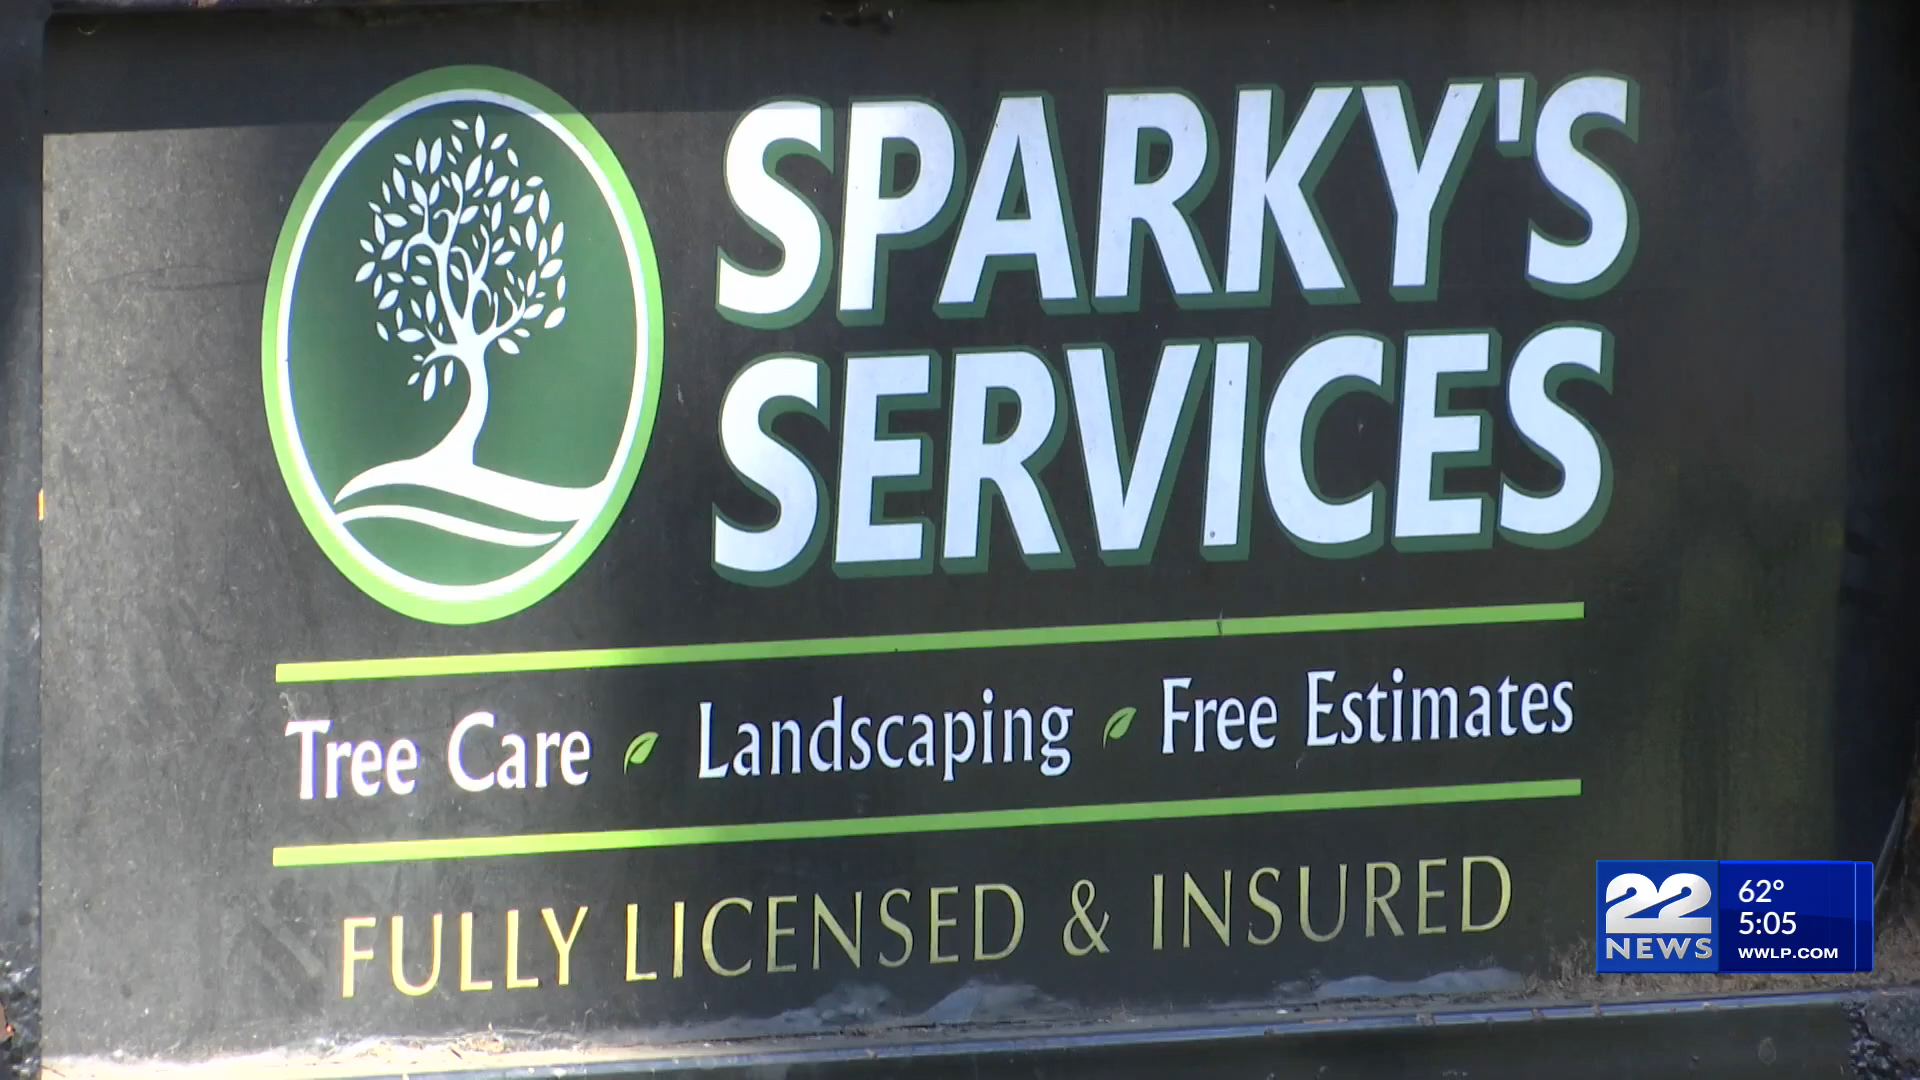 SPARKY'S
SERVICES
Tree Care Landscaping Free Estimates
FULLY LICENSED & INSURED
22 NEWS
62°
5:05
WWLP.COM